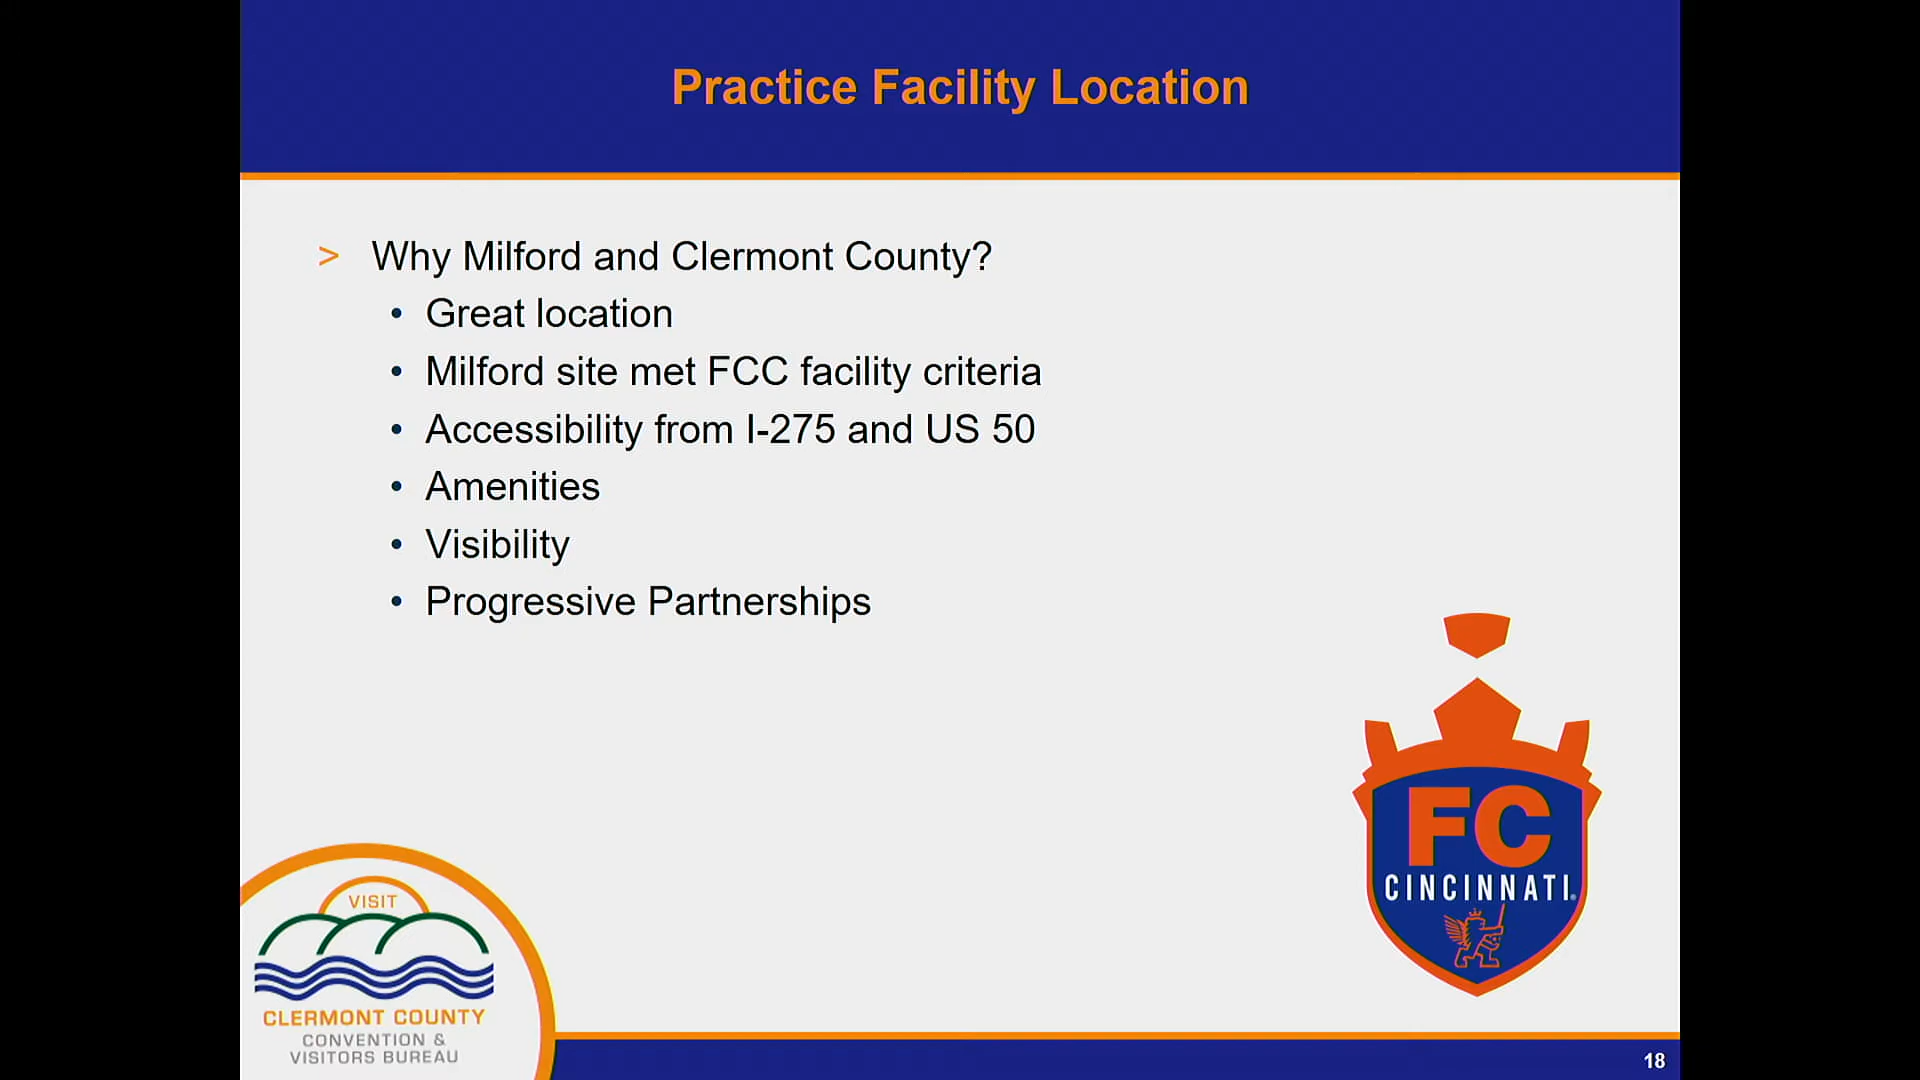 Practice Facility Location
> Why Milford and Clermont County?
• Great location
• Milford site met FCC facility criteria
• Accessibility from I-275 and US 50
• Amenities
• Visibility
• Progressive Partnerships
FC
CINCINNATI
VISIT
CLERMONT COUNTY
CONVENTION &
VISITORS BUREAU
18